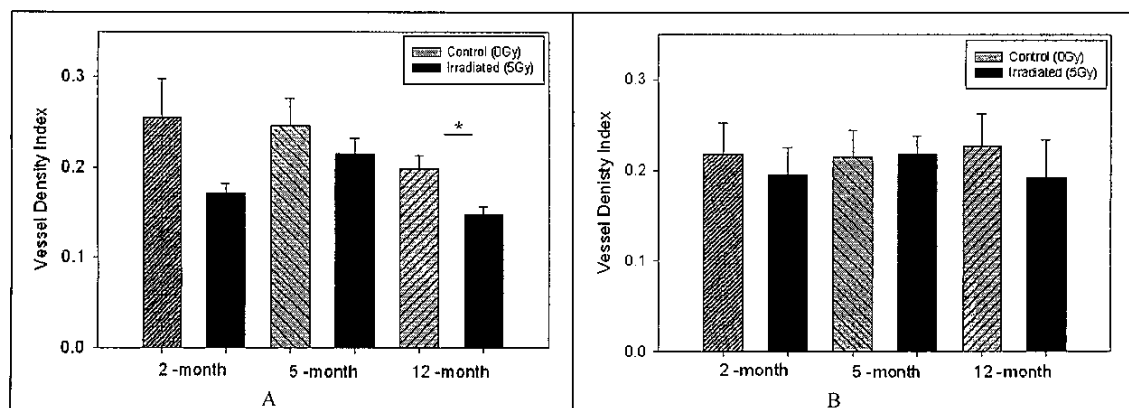 Control (0Gy)
Irradiated (5Gy)
*
Vessel Density Index
0.3
0.2
0.1
0.0
2 -month
5 -month
12 -month
A
Control (0Gy)
Irradiated (5Gy)
Vessel Denisty Index
0.3
0.2
0.1
0.0
2 -month
5 -month
12 -month
B